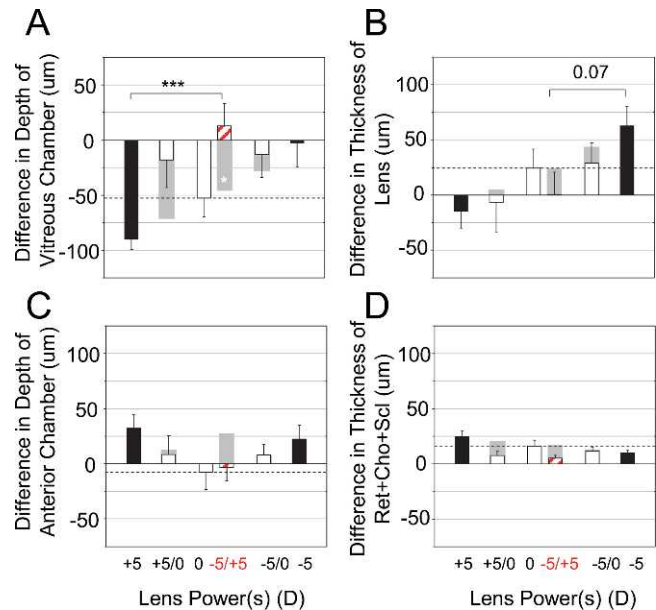 A
Difference in Depth of
Vitreous Chamber (um)
50
0
-50
-100
***
*
B
Difference in Thickness of
Lens (um)
100
50
0
-50
0.07
C
Difference in Depth of
Anterior Chamber (um)
100
50
0
-50
+5 +5/0 0 -5/+5 -5/0 -5
Lens Power(s) (D)
D
Difference in Thickness of
Ret+Cho+Scl (um)
100
50
0
-50
+5 +5/0 0 -5/+5 -5/0 -5
Lens Power(s) (D)